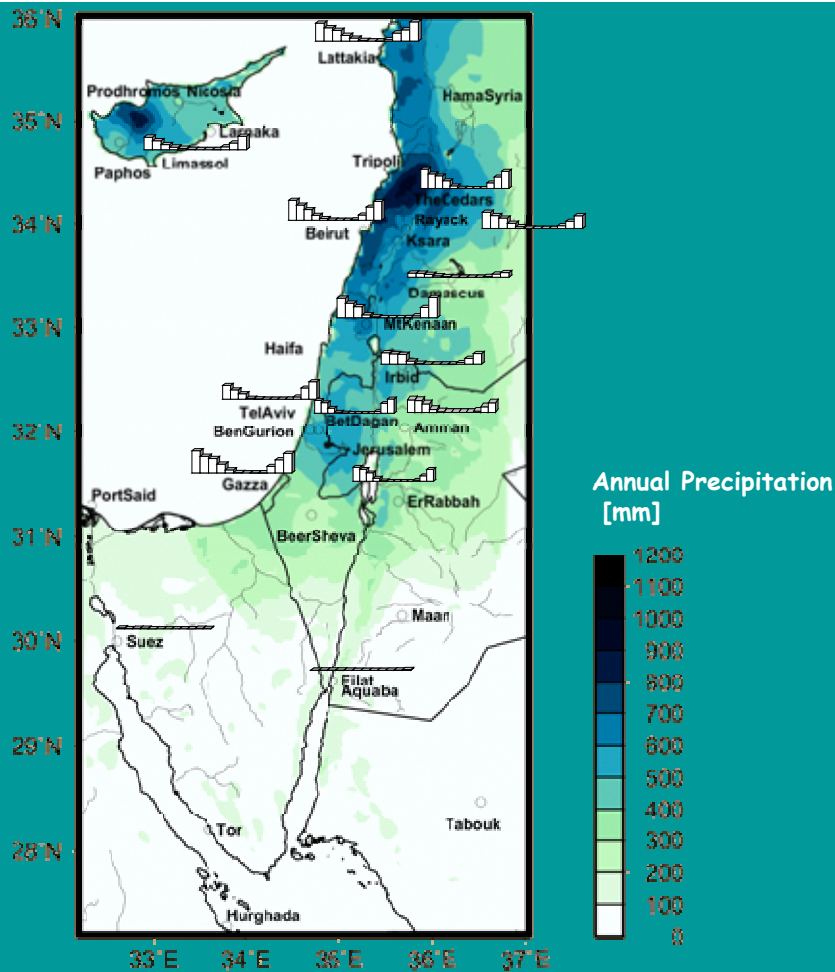 36°N
Lattakia
HamaSyria
Prodhromos Nicosia
35°N
Larnaka
Limassol
Paphos
Tripoli
TheCedars
34°N
Rayack
Beirut
Ksara
Damascus
33°N
MtKenaan
Haifa
Irbid
TelAviv
BetDagan
32°N
BenGurion
Amman
Jerusalem
Gazza
PortSaid
ErRabbah
31°N
BeerSheva
Maan
30°N
Suez
Eilat
Aquaba
29°N
Tabouk
28°N
Tor
Hurghada
33°E 34°E 35°E 36°E 37°E
Annual Precipitation
[mm]
1200
1100
1000
900
800
700
600
500
400
300
200
100
0